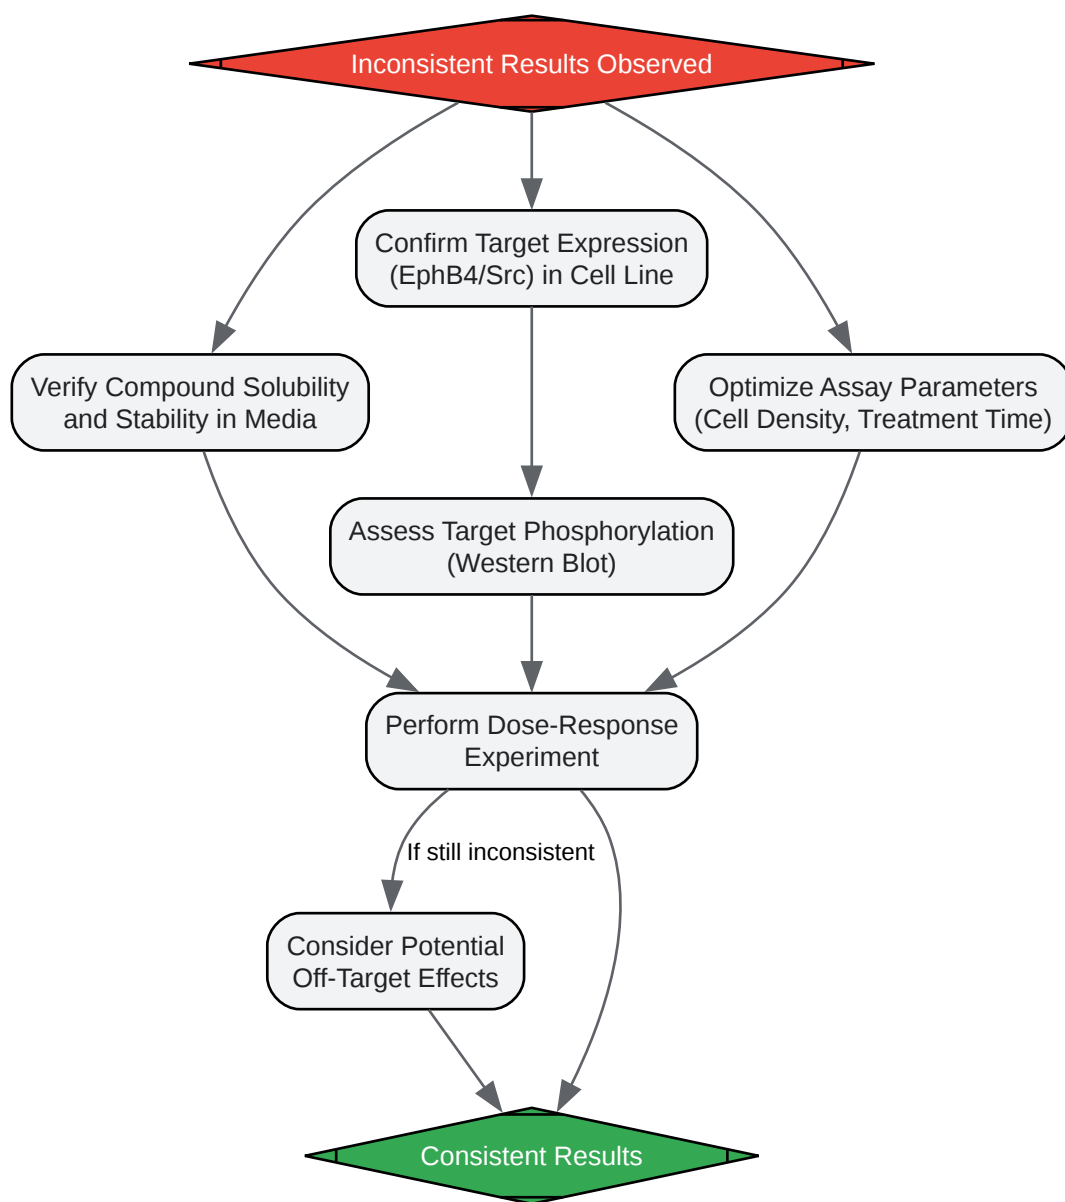 Inconsistent Results Observed
Confirm Target Expression
(EphB4/Src) in Cell Line
Verify Compound Solubility
and Stability in Media
Optimize Assay Parameters
(Cell Density, Treatment Time)
Assess Target Phosphorylation
(Western Blot)
Perform Dose-Response
Experiment
If still inconsistent
Consider Potential
Off-Target Effects
Consistent Results